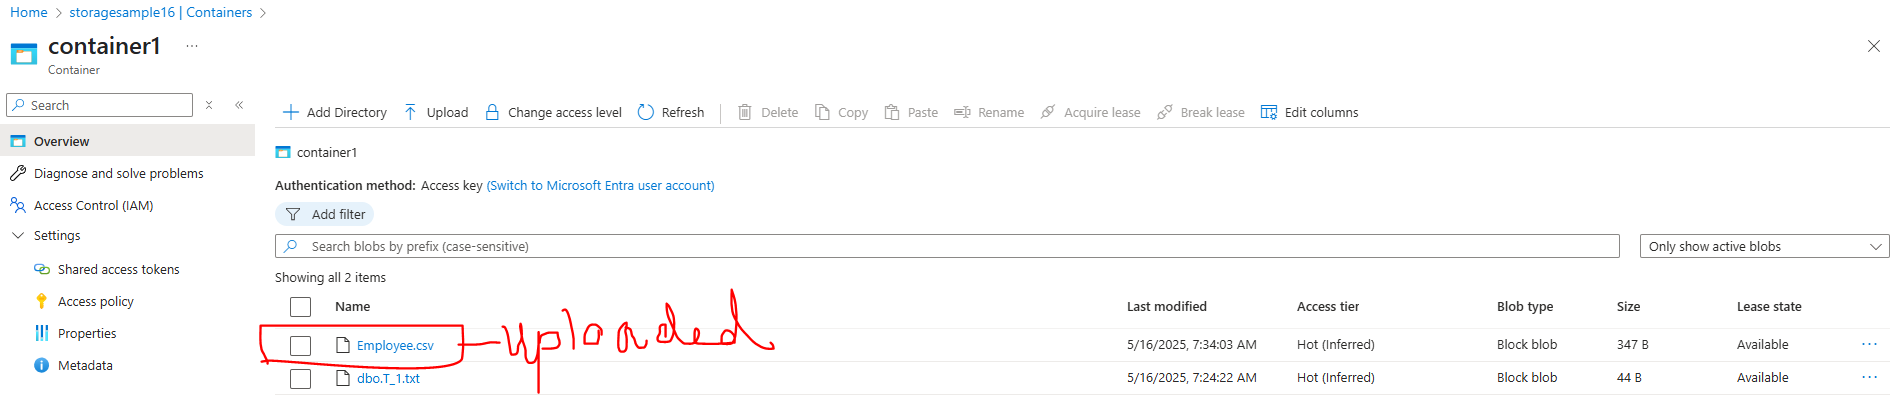 Home > storagesample16 | Containers >
container1 ...
Container
Search
Overview
Diagnose and solve problems
Access Control (IAM)
Settings
Shared access tokens
Access policy
Properties
Metadata
Add Directory Upload Change access level Refresh Delete Copy Paste Rename Acquire lease Break lease Edit columns
container1
Authentication method: Access key (Switch to Microsoft Entra user account)
Add filter
Search blobs by prefix (case-sensitive) Only show active blobs
Showing all 2 items
Name Last modified Access tier Blob type Size Lease state
Employee.csv uploaded 5/16/2025, 7:34:03 AM Hot (Inferred) Block blob 347 B Available ...
dbo.T_1.txt 5/16/2025, 7:24:22 AM Hot (Inferred) Block blob 44 B Available ...